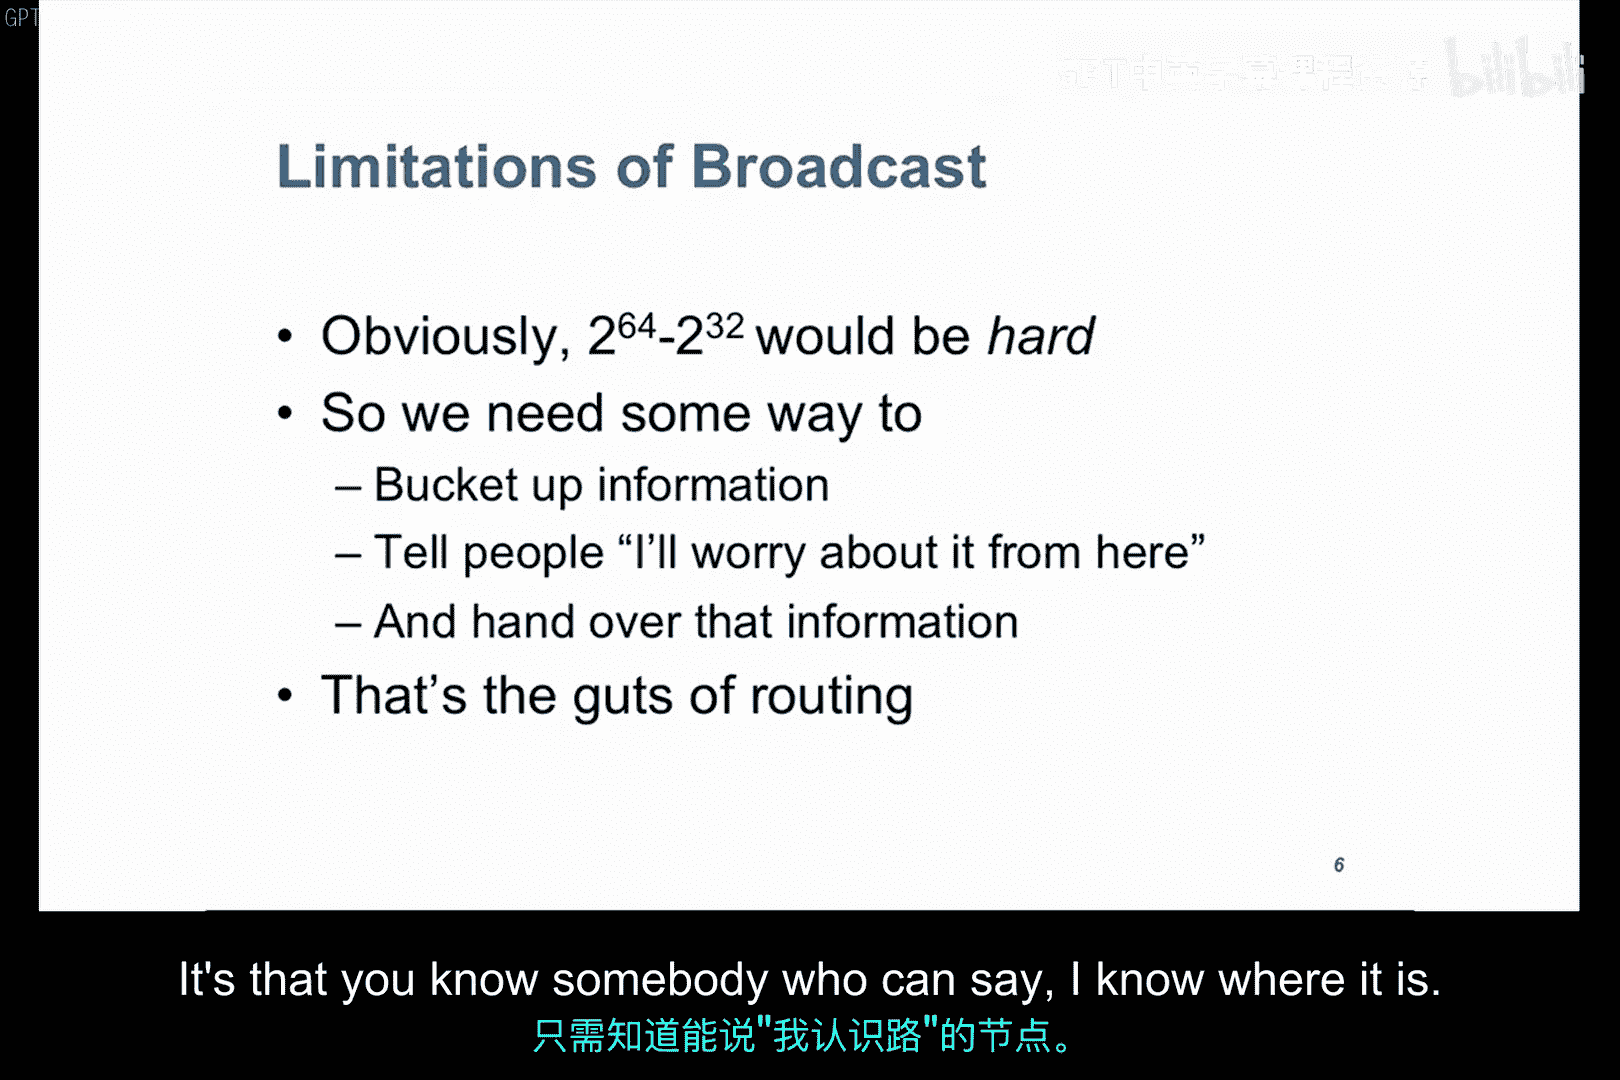 GPT
bilibili
Limitations of Broadcast
• Obviously, 2⁶⁴-2³² would be hard
• So we need some way to
– Bucket up information
– Tell people “I’ll worry about it from here”
– And hand over that information
• That’s the guts of routing
6
It's that you know somebody who can say, I know where it is.
只需知道能说"我认识路"的节点。